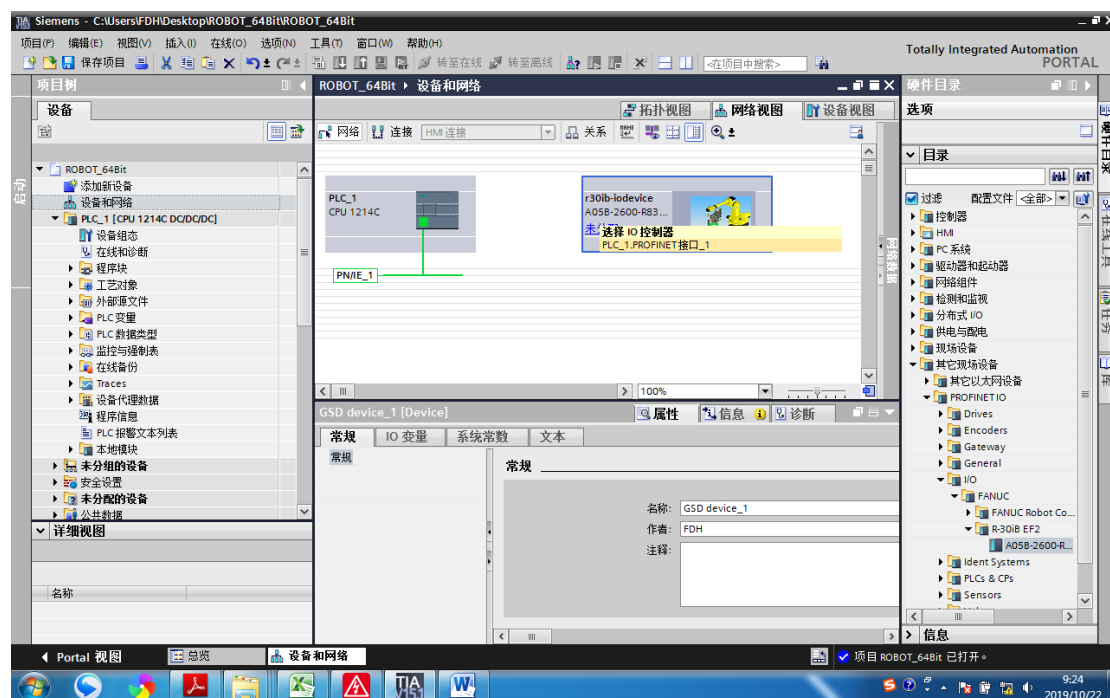 Siemens - C:\Users\FDH\Desktop\ROBOT_64Bit\ROBOT_64Bit
项目(P) 编辑(E) 视图(V) 插入(I) 在线(O) 选项(N) 工具(T) 窗口(W) 帮助(H)
Totally Integrated Automation
PORTAL
保存项目 转至在线 转至离线 <在项目中搜索>
项目树
ROBOT_64Bit 设备和网络
硬件目录
设备
拓扑视图 网络视图 设备视图
选项
网络 连接 HMI 连接 关系
目录
过滤 配置文件 <全部>
启动
ROBOT_64Bit
添加新设备
设备和网络
PLC_1 [CPU 1214C DC/DC/DC]
设备组态
在线和诊断
程序块
工艺对象
外部源文件
PLC 变量
PLC 数据类型
监控与强制表
在线备份
Traces
设备代理数据
程序信息
PLC 报警文本列表
本地模块
未分组的设备
安全设置
未分配的设备
公共数据
详细视图
名称
PLC_1
CPU 1214C
r30ib-iodevice
A05B-2600-R83...
选择 IO 控制器
PLC_1.PROFINET 接口_1
PN/IE_1
网络数据
100%
GSD device_1 [Device]
属性 信息 诊断
常规 IO 变量 系统常数 文本
常规
常规
名称: GSD device_1
作者: FDH
注释:
控制器
HMI
PC 系统
驱动器和起动器
网络组件
检测和监视
分布式 I/O
供电与配电
现场设备
其它现场设备
其它以太网设备
PROFINET IO
Drives
Encoders
Gateway
General
I/O
FANUC
FANUC Robot Co...
R-30iB EF2
A05B-2600-R...
Ident Systems
PLCs & CPs
Sensors
信息
Portal 视图 总览 设备和网络
项目 ROBOT_64Bit 已打开。
TIA
V15.1
9:24
2019/10/22